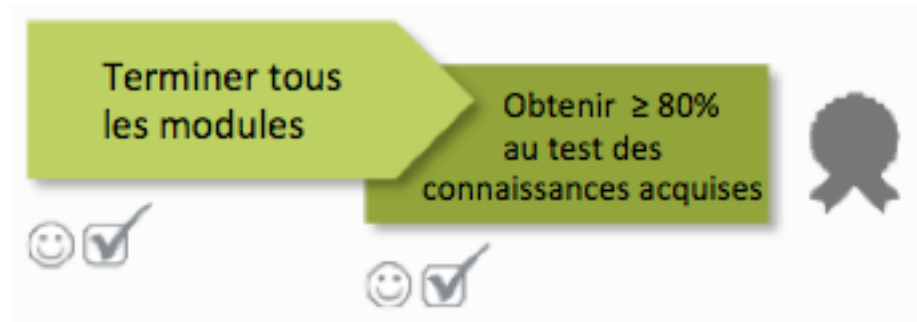 Terminer tous
les modules
Obtenir ≥ 80%
au test des
connaissances acquises